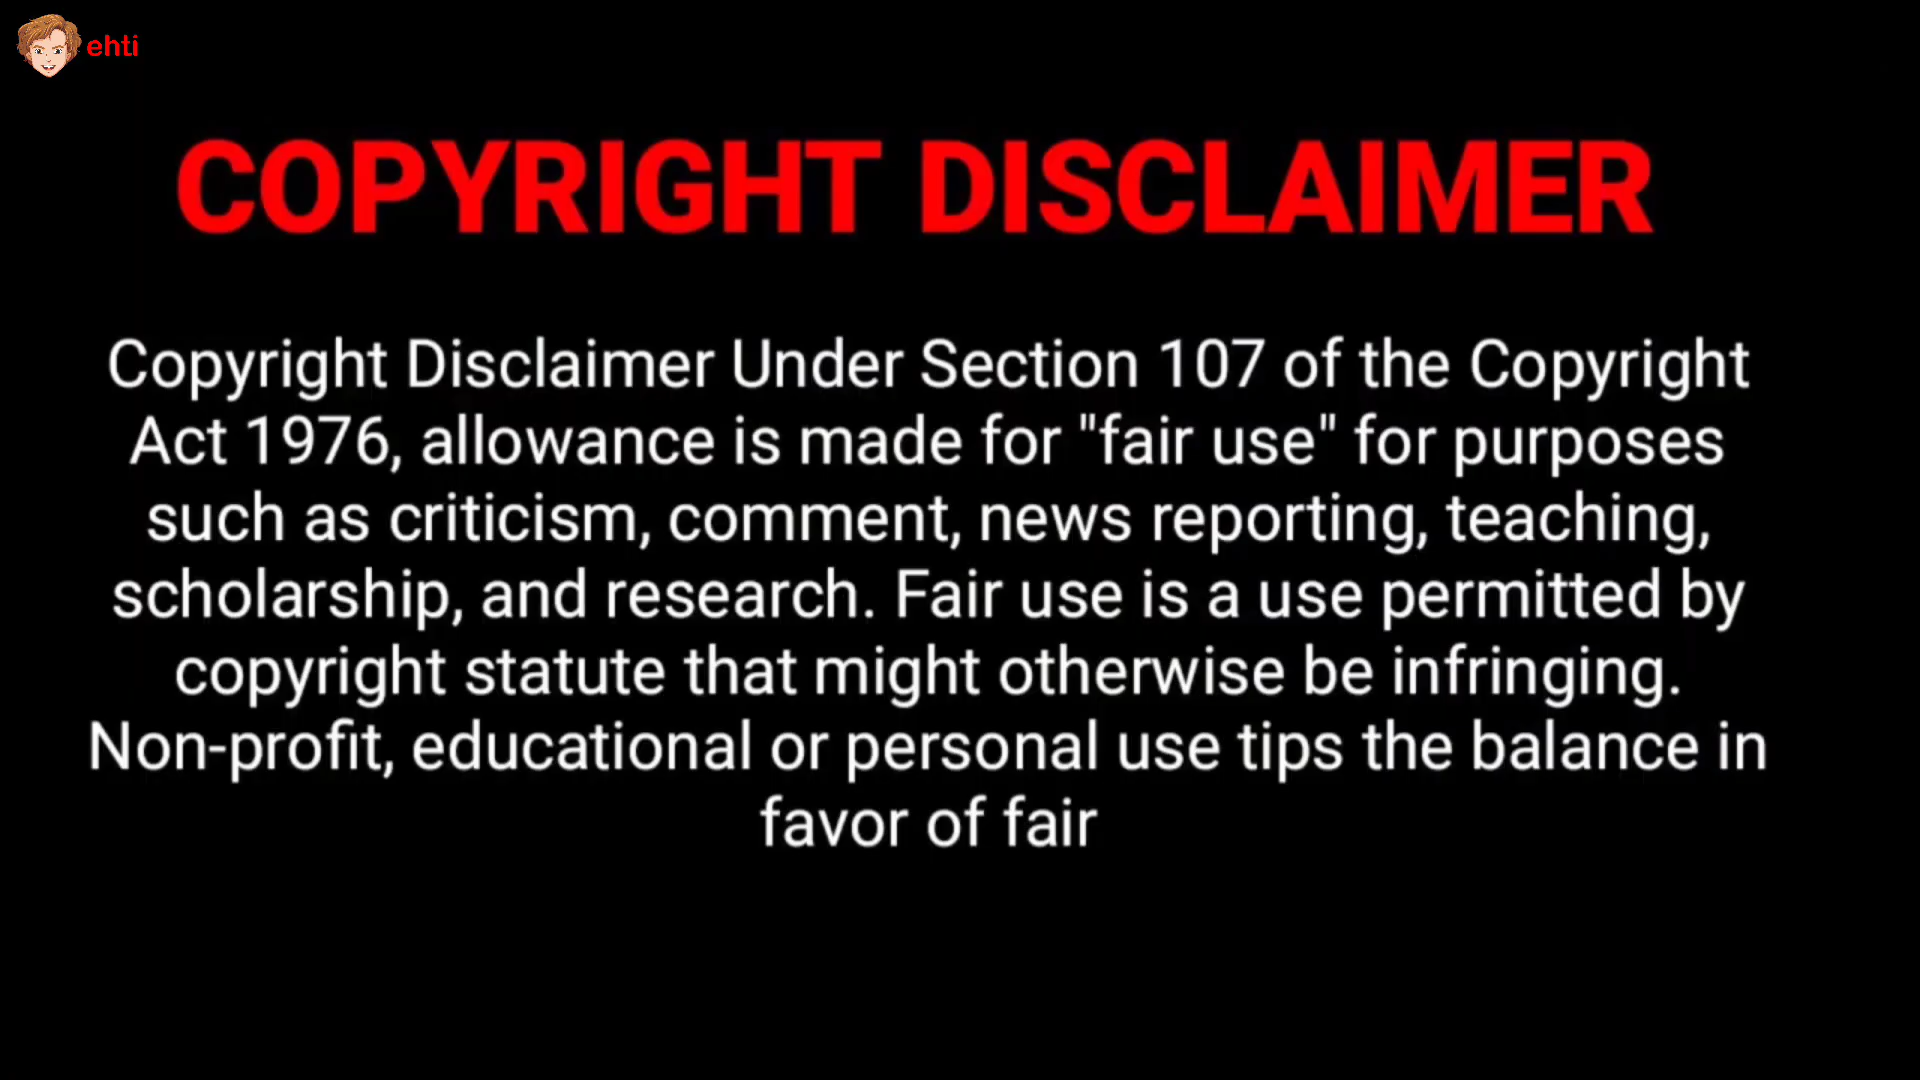 ehti
COPYRIGHT DISCLAIMER
Copyright Disclaimer Under Section 107 of the Copyright
Act 1976, allowance is made for "fair use" for purposes
such as criticism, comment, news reporting, teaching,
scholarship, and research. Fair use is a use permitted by
copyright statute that might otherwise be infringing.
Non-profit, educational or personal use tips the balance in
favor of fair